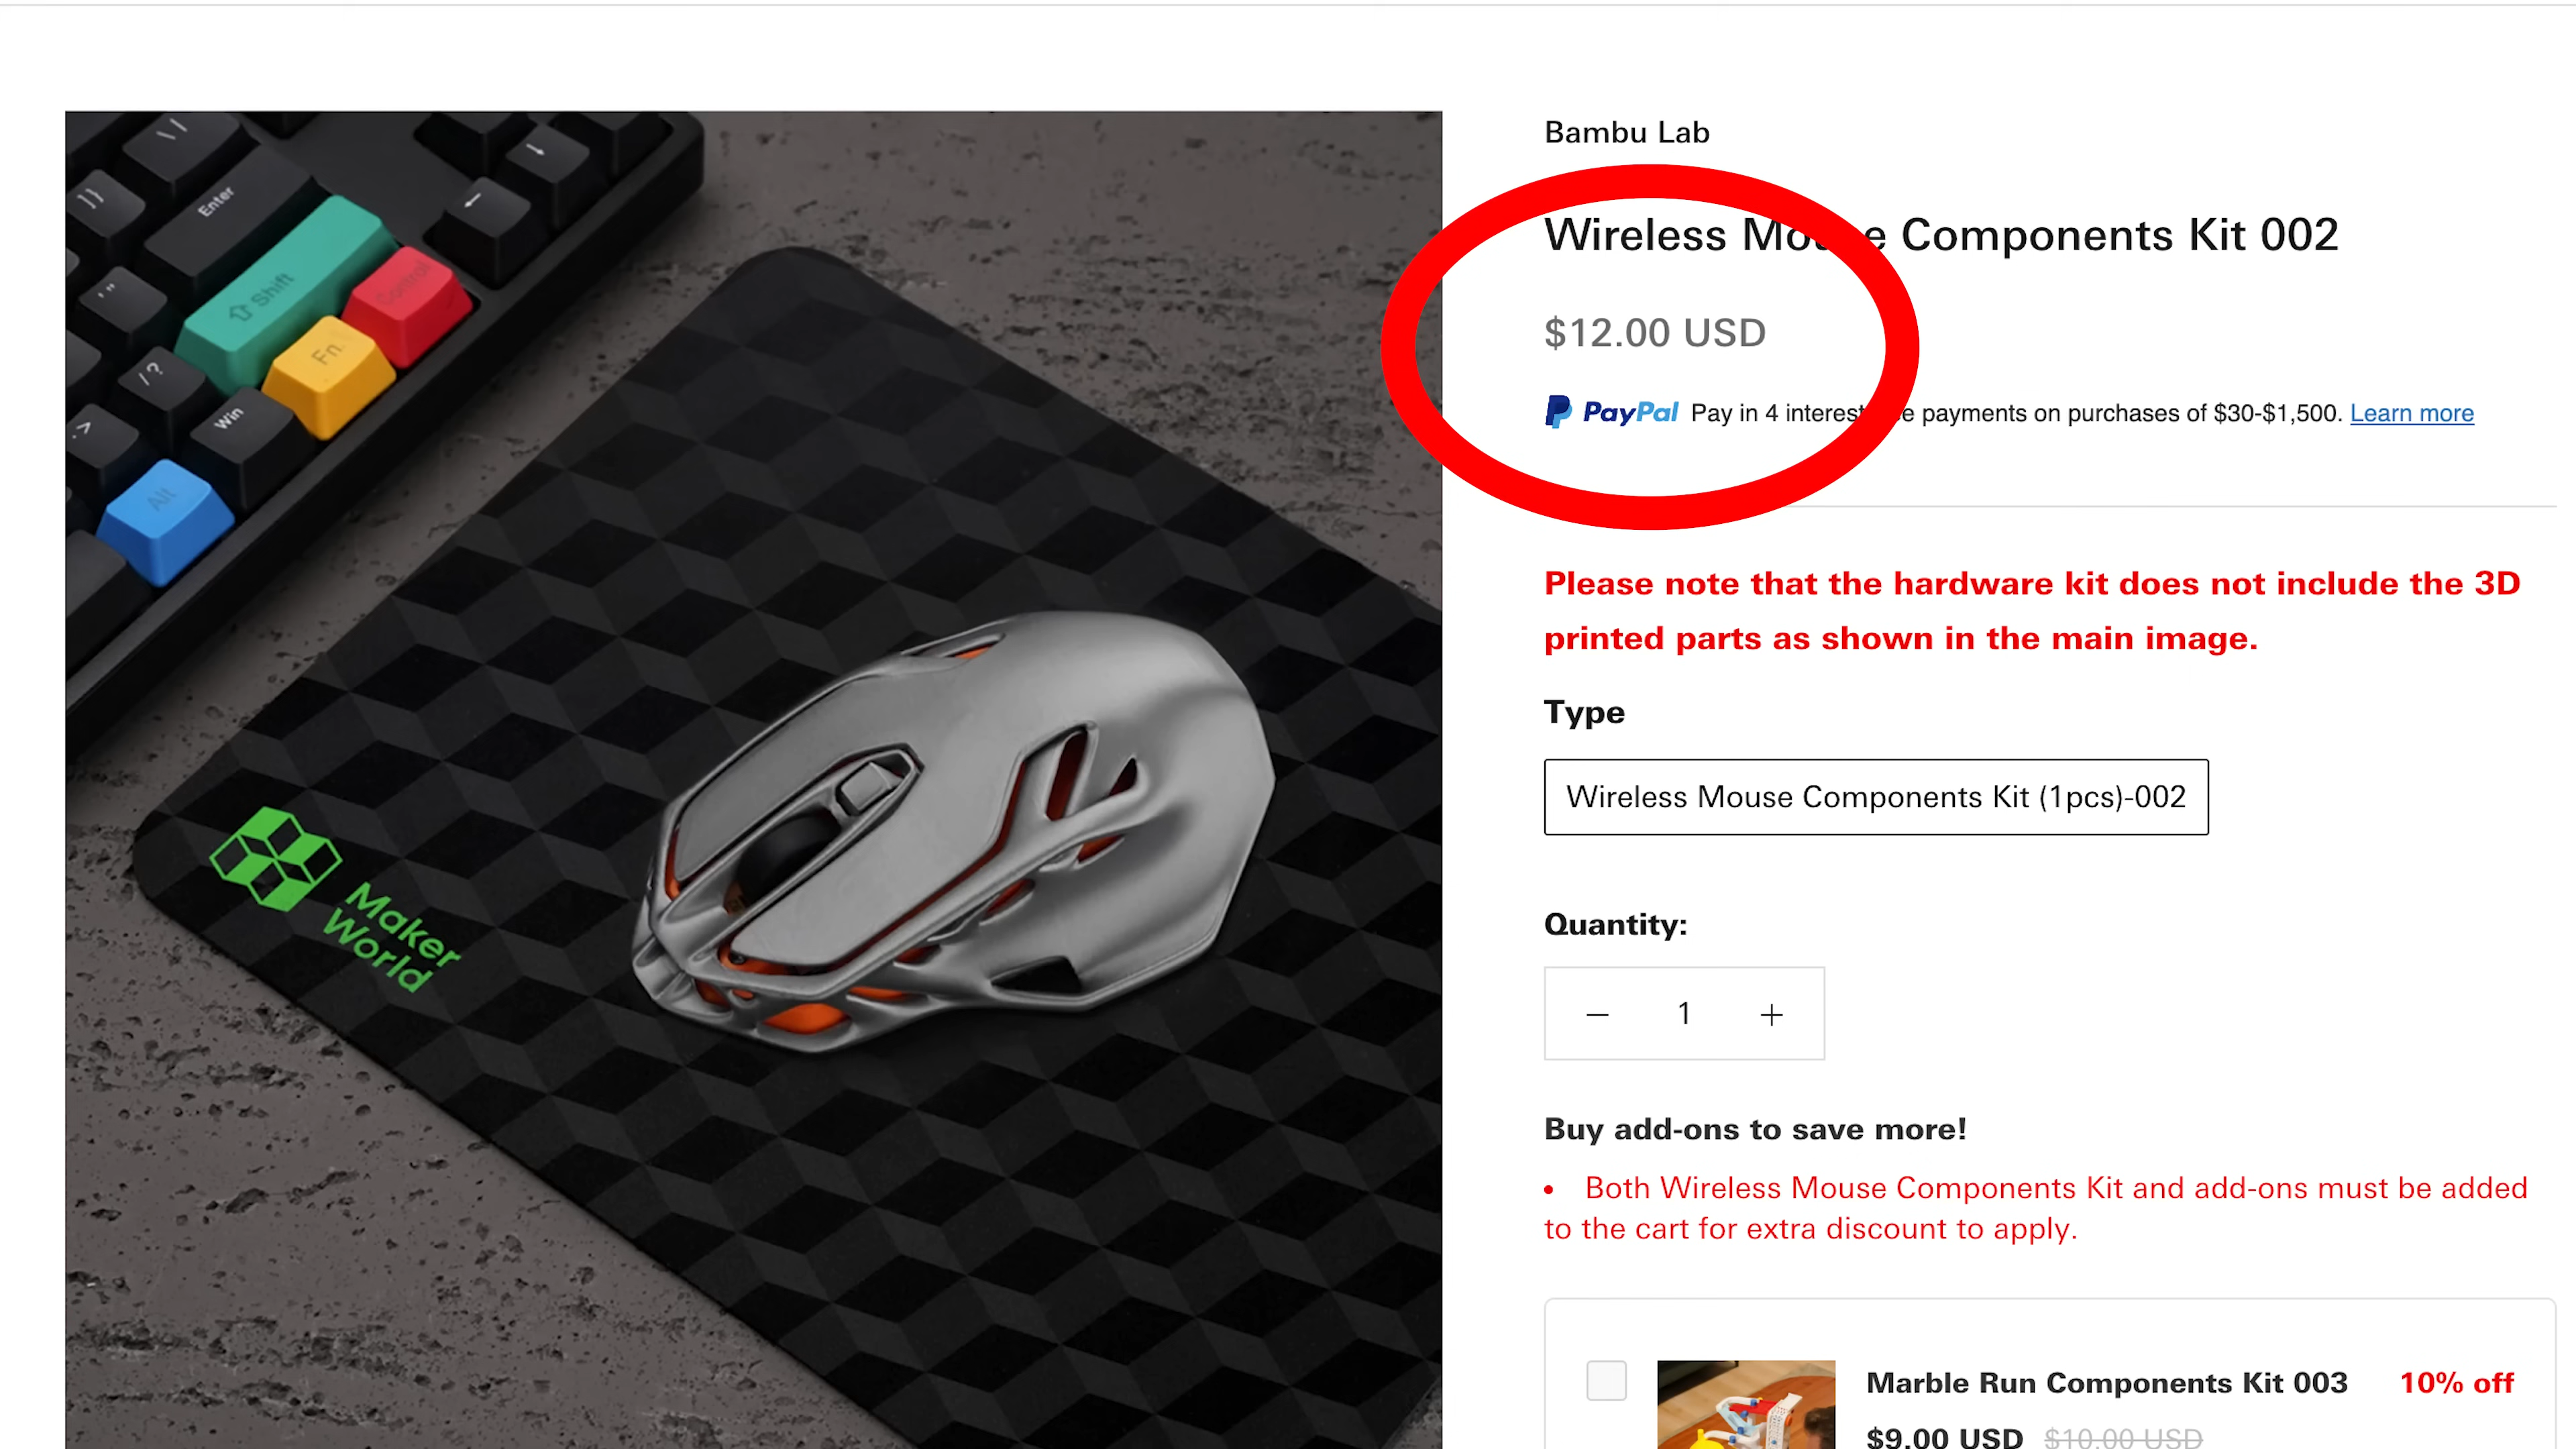 Bambu Lab
Wireless Mouse Components Kit 002
$12.00 USD
PayPal Pay in 4 interest payments on purchases of $30-$1,500. Learn more
Please note that the hardware kit does not include the 3D
printed parts as shown in the main image.
Type
Wireless Mouse Components Kit (1pcs)-002
Quantity:
− 1 +
Buy add-ons to save more!
• Both Wireless Mouse Components Kit and add-ons must be added
to the cart for extra discount to apply.
Marble Run Components Kit 003 10% off
$9.00 USD $10.00 USD
\ |
Enter
Shift
Control
Fn
/ ?
Win
Alt
Maker
World